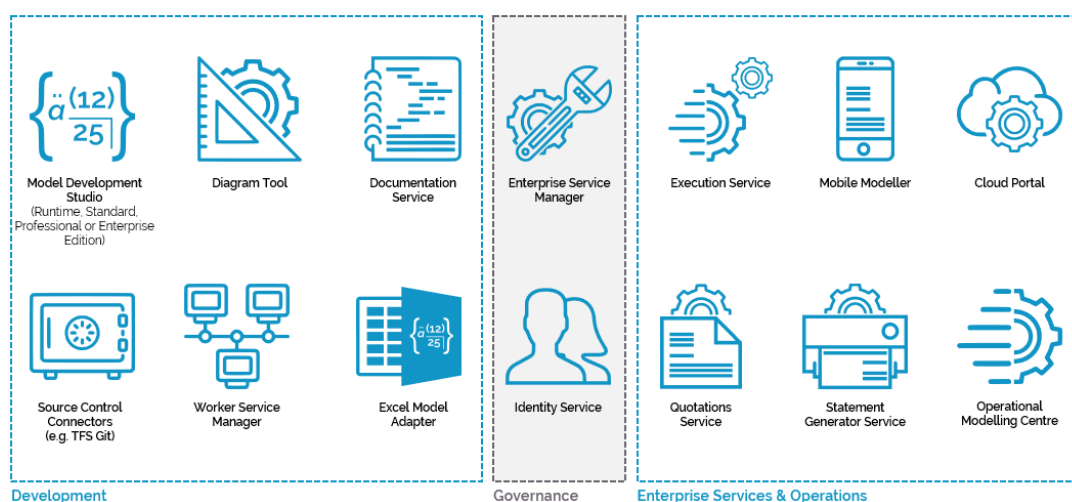 ä(12)
25
Model Development
Studio
(Runtime, Standard,
Professional or Enterprise
Edition)
Diagram Tool
Documentation
Service
Enterprise Service
Manager
Execution Service
Mobile Modeller
Cloud Portal
Source Control
Connectors
(e.g. TFS Git)
Worker Service
Manager
ä(12)
25
Excel Model
Adapter
Identity Service
Quotations
Service
Statement
Generator Service
Operational
Modelling Centre
Development
Governance
Enterprise Services & Operations